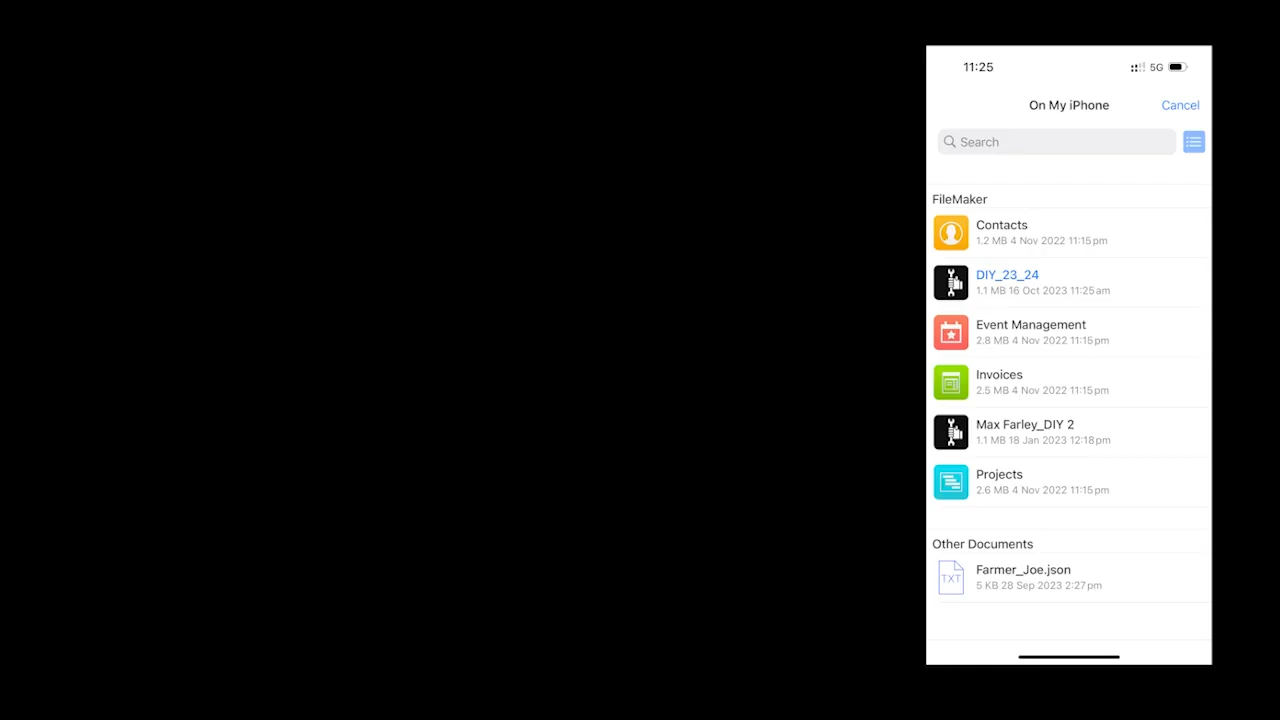 11:25
5G
On My iPhone
Cancel
Search
FileMaker
Contacts
1.2 MB 4 Nov 2022 11:15 pm
DIY_23_24
1.1 MB 16 Oct 2023 11:25 am
Event Management
2.8 MB 4 Nov 2022 11:15 pm
Invoices
2.5 MB 4 Nov 2022 11:15 pm
Max Farley_DIY 2
1.1 MB 18 Jan 2023 12:18 pm
Projects
2.6 MB 4 Nov 2022 11:15 pm
Other Documents
TXT
Farmer_Joe.json
5 KB 28 Sep 2023 2:27 pm